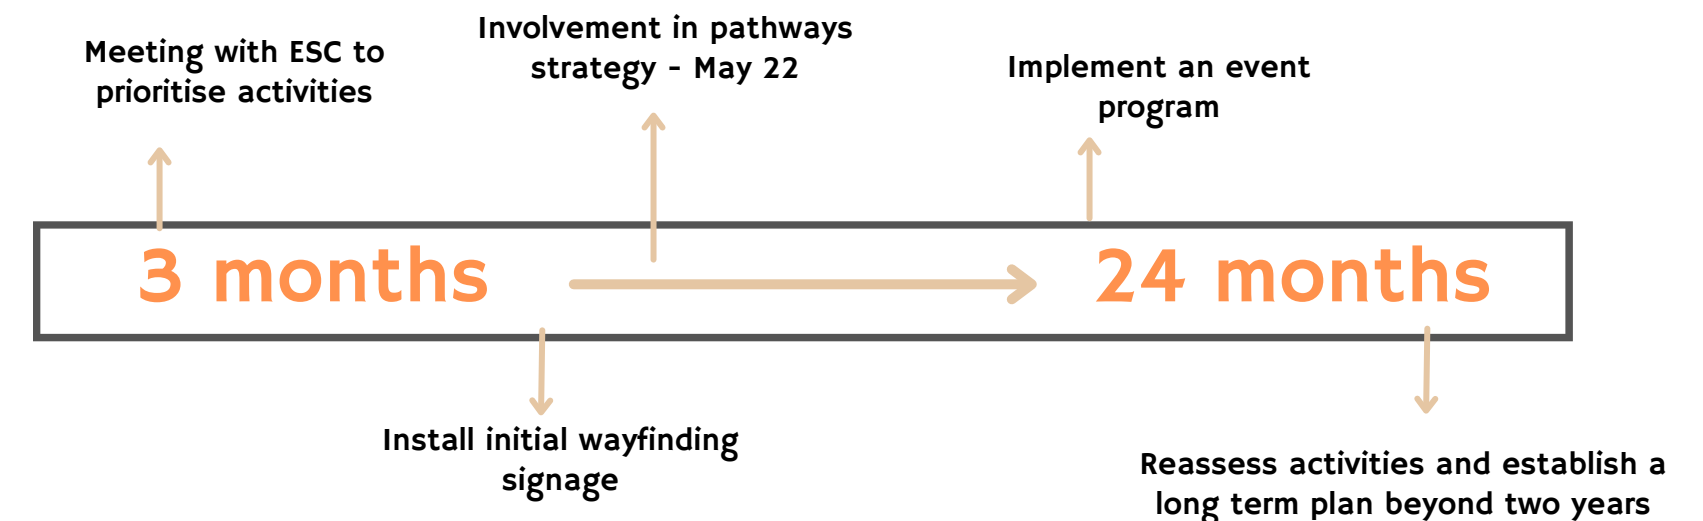 Meeting with ESC to
prioritise activities
Involvement in pathways
strategy - May 22
Implement an event
program
3 months
24 months
Install initial wayfinding
signage
Reassess activities and establish a
long term plan beyond two years